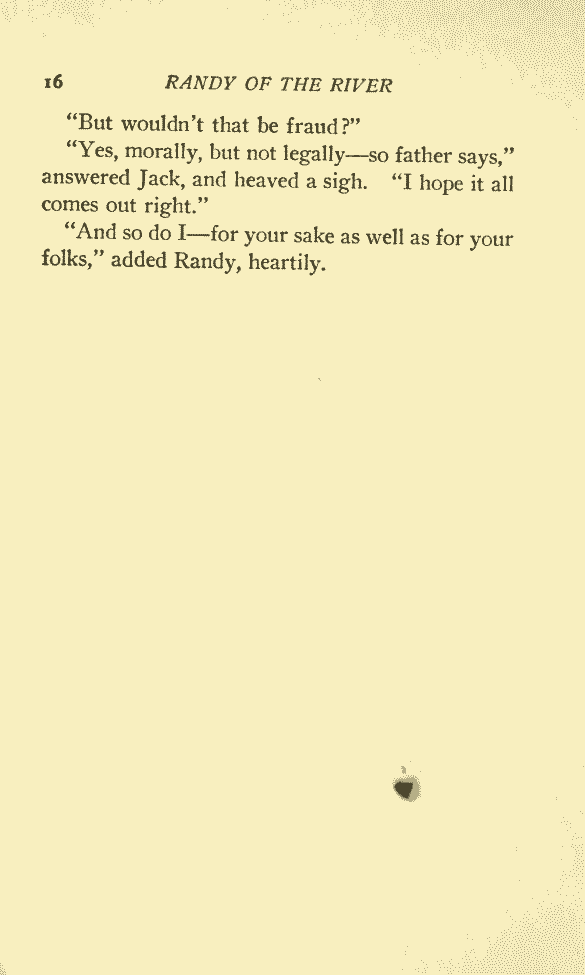 16 RANDY OF THE RIVER
“But wouldn’t that be fraud?”
“Yes, morally, but not legally—so father says,”
answered Jack, and heaved a sigh. “I hope it all
comes out right.”
“And so do I—for your sake as well as for your
folks,” added Randy, heartily.